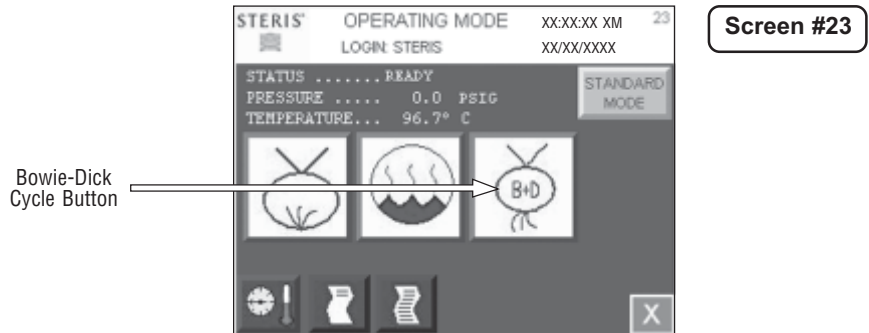 STERIS® OPERATING MODE XX:XX:XX XM 23
LOGIN: STERIS XX/XX/XXXX
Screen #23
STATUS .......READY
PRESSURE ..... 0.0 PSIG
TEMPERATURE... 96.7° C
STANDARD
MODE
Bowie-Dick
Cycle Button
B+D
X